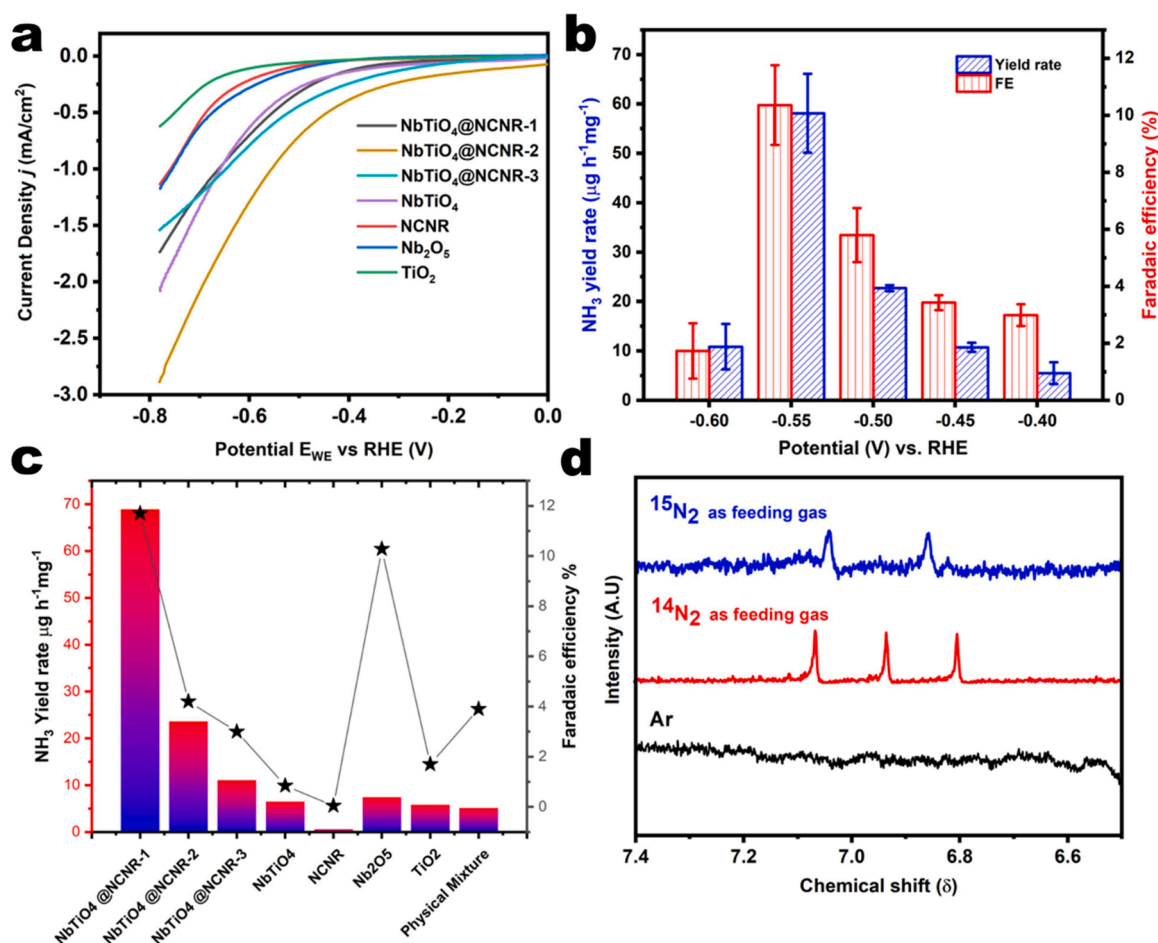 a
Current Density j (mA/cm²)
0.0
-0.5
-1.0
-1.5
-2.0
-2.5
-3.0
NbTiO₄@NCNR-1
NbTiO₄@NCNR-2
NbTiO₄@NCNR-3
NbTiO₄
NCNR
Nb₂O₅
TiO₂
-0.8 -0.6 -0.4 -0.2 0.0
Potential E_WE vs RHE (V)
b
NH₃ yield rate (μg h⁻¹mg⁻¹)
70
60
50
40
30
20
10
0
Yield rate
FE
12
10
8
6
4
2
0
Faradaic efficiency (%)
-0.60 -0.55 -0.50 -0.45 -0.40
Potential (V) vs. RHE
c
NH₃ Yield rate μg h⁻¹mg⁻¹
70
60
50
40
30
20
10
0
12
10
8
6
4
2
0
Faradaic efficiency %
NbTiO4 @NCNR-1
NbTiO4 @NCNR-2
NbTiO4 @NCNR-3
NbTiO4
NCNR
Nb2O5
TiO2
Physical Mixture
d
Intensity (A.U)
¹⁵N₂ as feeding gas
¹⁴N₂ as feeding gas
Ar
7.4 7.2 7.0 6.8 6.6
Chemical shift (δ)